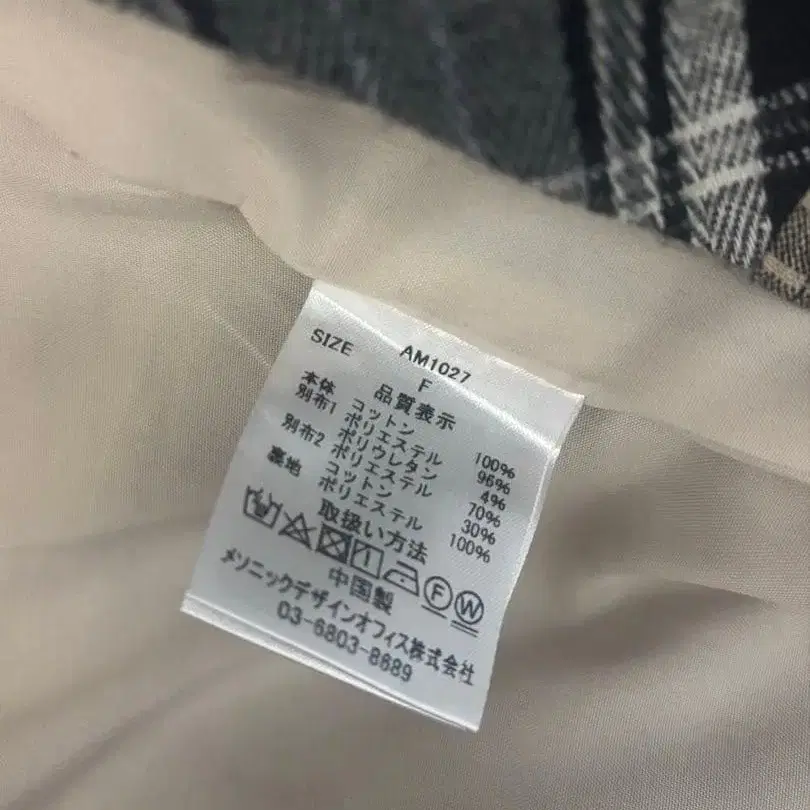 AM1027
SIZE F
品質表示
本体 コットン 100%
別布1 ポリエステル 96%
ポリウレタン 4%
別布2 ポリエステル 70%
コットン 30%
裏地 ポリエステル 100%
取扱い方法
F W
中国製
メソニックデザインオフィス株式会社
03-6803-8689